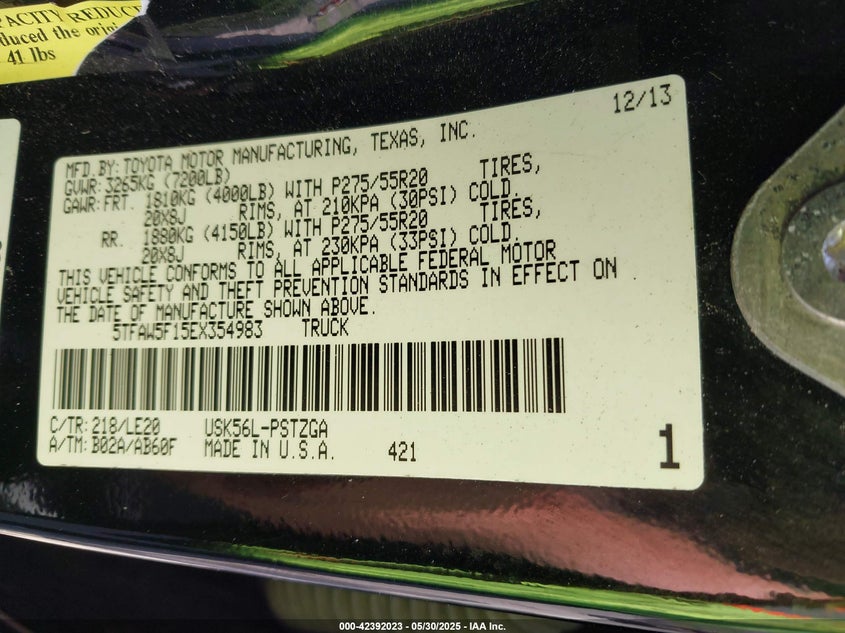 PACITY REDUC
duced the origi
41 lbs
12/13
MFD.BY:TOYOTA MOTOR MANUFACTURING, TEXAS, INC.
GVWR:3265KG (7200LB)
GAWR:FRT. 1810KG (4000LB) WITH P275/55R20 TIRES,
20X8J RIMS, AT 210KPA (30PSI) COLD.
RR. 1880KG (4150LB) WITH P275/55R20 TIRES,
20X8J RIMS, AT 230KPA (33PSI) COLD.
THIS VEHICLE CONFORMS TO ALL APPLICABLE FEDERAL MOTOR
VEHICLE SAFETY AND THEFT PREVENTION STANDARDS IN EFFECT ON
THE DATE OF MANUFACTURE SHOWN ABOVE.
5TFAW5F15EX354983 TRUCK
C/TR:218/LE20 USK56L-PSTZGA
A/TM:B02A/AB60F MADE IN U.S.A. 421
1
000-42392023 - 05/30/2025 - IAA Inc.